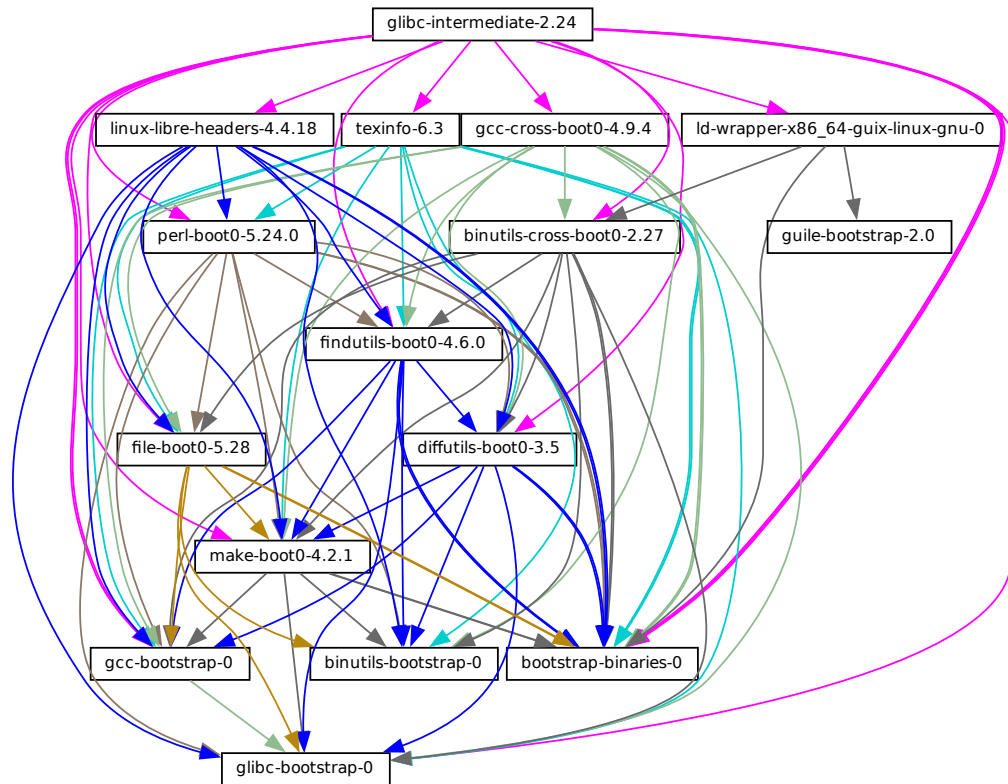 glibc-intermediate-2.24
linux-libre-headers-4.4.18
texinfo-6.3
gcc-cross-boot0-4.9.4
ld-wrapper-x86_64-guix-linux-gnu-0
perl-boot0-5.24.0
binutils-cross-boot0-2.27
guile-bootstrap-2.0
findutils-boot0-4.6.0
file-boot0-5.28
diffutils-boot0-3.5
make-boot0-4.2.1
gcc-bootstrap-0
binutils-bootstrap-0
bootstrap-binaries-0
glibc-bootstrap-0